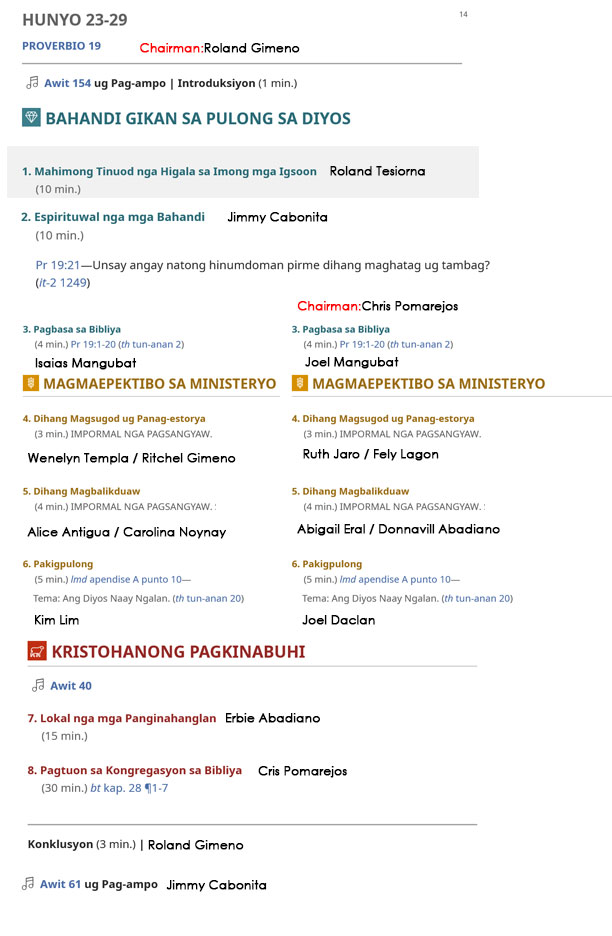 HUNYO 23-29
14
PROVERBIO 19
Chairman:Roland Gimeno
Awit 154 ug Pag-ampo | Introduksiyon (1 min.)
BAHANDI GIKAN SA PULONG SA DIYOS
1. Mahimong Tinuod nga Higala sa Imong mga Igsoon Roland Tesiorna
(10 min.)
2. Espirituwal nga mga Bahandi Jimmy Cabonita
(10 min.)
Pr 19:21—Unsay angay natong hinumdoman pirme dihang maghatag ug tambag?
(it-2 1249)
Chairman:Chris Pomarejos
3. Pagbasa sa Bibliya
(4 min.) Pr 19:1-20 (th tun-anan 2)
Isaias Mangubat
MAGMAEPEKTIBO SA MINISTERYO
4. Dihang Magsugod ug Panag-estorya
(3 min.) IMPORMAL NGA PAGSANGYAW.
Wenelyn Templa / Ritchel Gimeno
5. Dihang Magbalikduaw
(4 min.) IMPORMAL NGA PAGSANGYAW. :
Alice Antigua / Carolina Noynay
6. Pakigpulong
(5 min.) lmd apendise A punto 10—
Tema: Ang Diyos Naay Ngalan. (th tun-anan 20)
Kim Lim
3. Pagbasa sa Bibliya
(4 min.) Pr 19:1-20 (th tun-anan 2)
Joel Mangubat
MAGMAEPEKTIBO SA MINISTERYO
4. Dihang Magsugod ug Panag-estorya
(3 min.) IMPORMAL NGA PAGSANGYAW.
Ruth Jaro / Fely Lagon
5. Dihang Magbalikduaw
(4 min.) IMPORMAL NGA PAGSANGYAW. :
Abigail Eral / Donnavill Abadiano
6. Pakigpulong
(5 min.) lmd apendise A punto 10—
Tema: Ang Diyos Naay Ngalan. (th tun-anan 20)
Joel Daclan
KRISTOHANONG PAGKINABUHI
Awit 40
7. Lokal nga mga Panginahanglan Erbie Abadiano
(15 min.)
8. Pagtuon sa Kongregasyon sa Bibliya Cris Pomarejos
(30 min.) bt kap. 28 ¶1-7
Konklusyon (3 min.) | Roland Gimeno
Awit 61 ug Pag-ampo Jimmy Cabonita